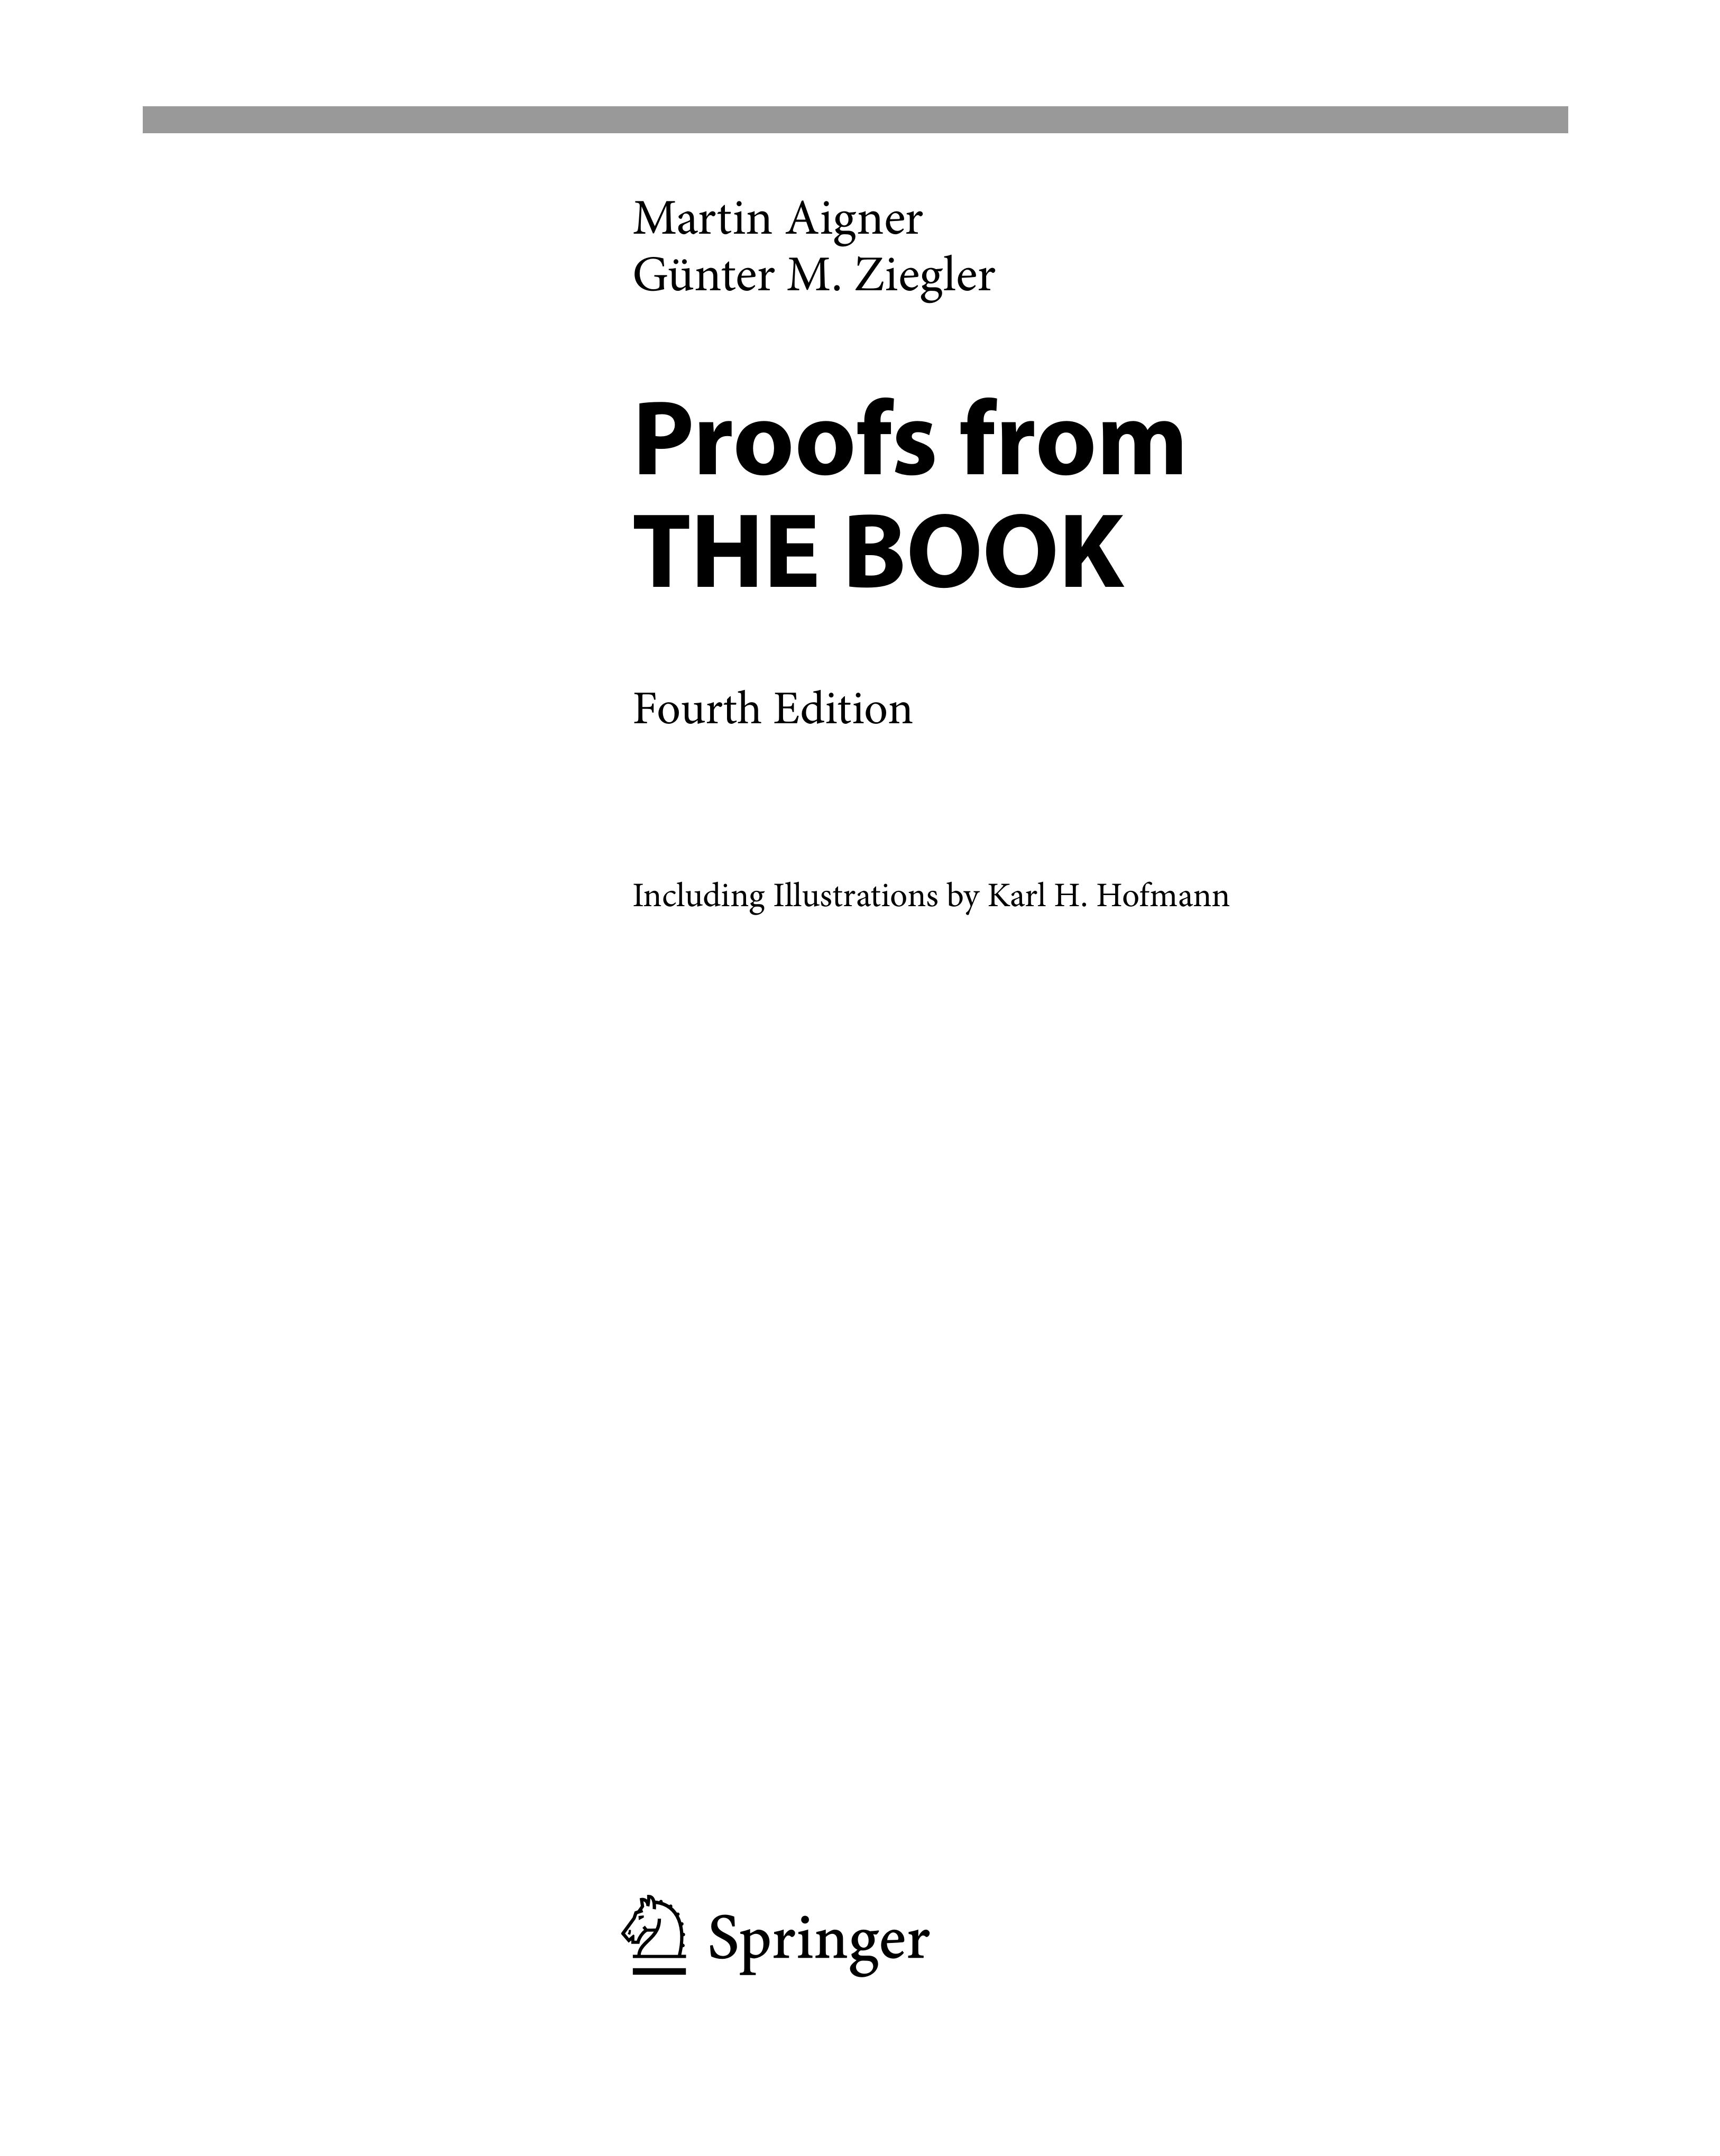 Martin Aigner
Günter M. Ziegler
Proofs from
THE BOOK
Fourth Edition
Including Illustrations by Karl H. Hofmann
Springer